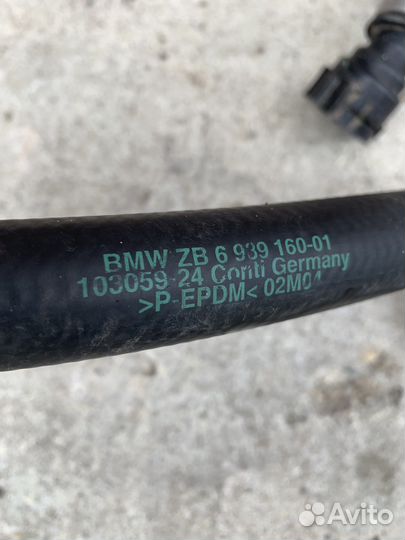 BMW ZB 6 939 160-01
103059-24 Conti Germany
>P-EPDM< 02M04
Avito